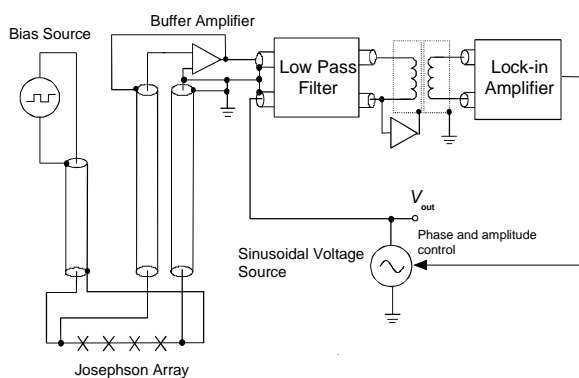 Buffer Amplifier
Bias Source
Low Pass
Filter
Lock-in
Amplifier
Vout
Phase and amplitude
control
Sinusoidal Voltage
Source
Josephson Array